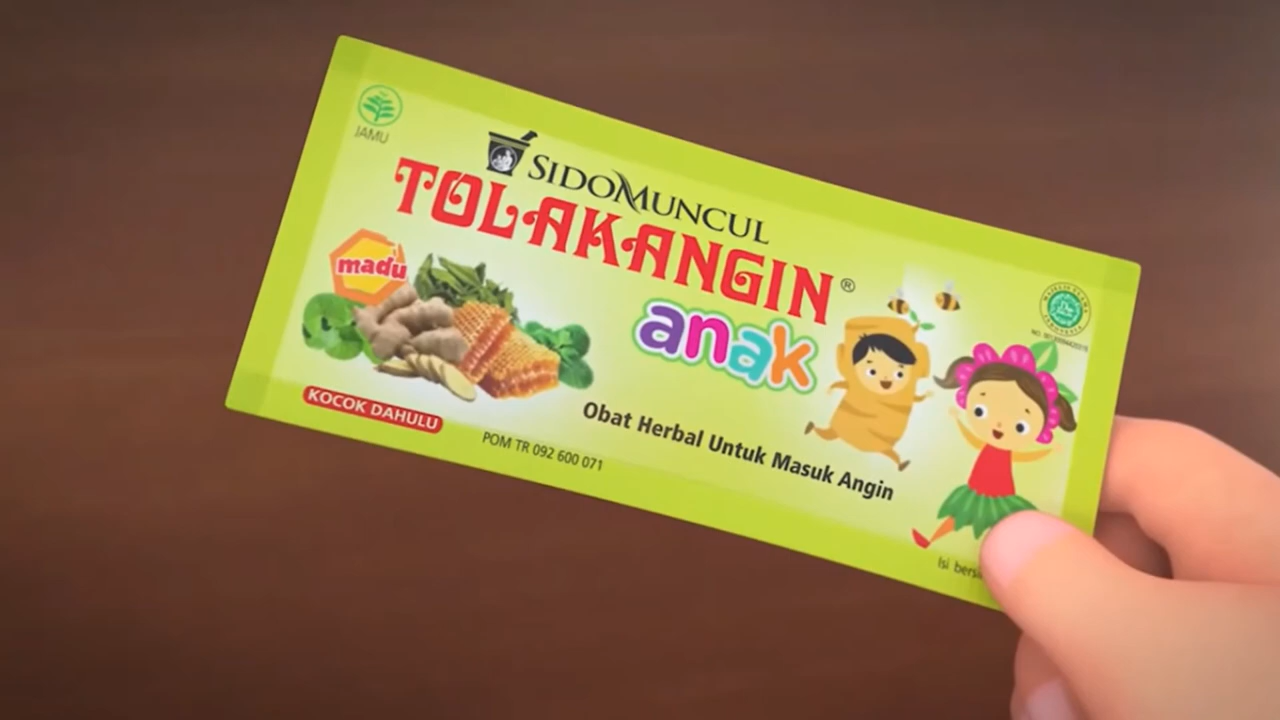 JAMU
SIDOMUNCUL
TOLAKANGIN®
anak
madu
KOCOK DAHULU
POM TR 092 600 071
Obat Herbal Untuk Masuk Angin